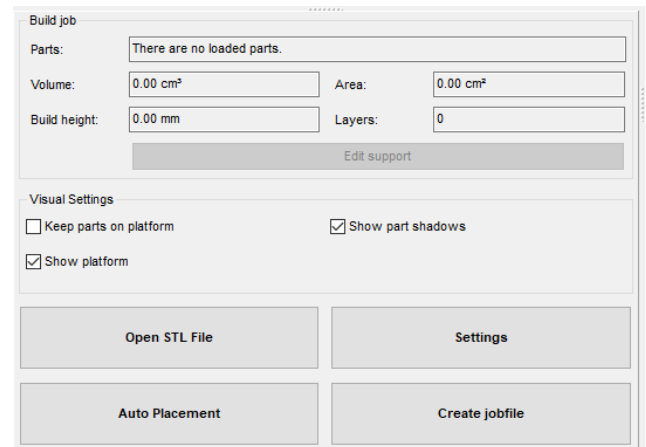 Build job
Parts: There are no loaded parts.
Volume: 0.00 cm³ Area: 0.00 cm²
Build height: 0.00 mm Layers: 0
Edit support
Visual Settings
Keep parts on platform Show part shadows
Show platform
Open STL File Settings
Auto Placement Create jobfile